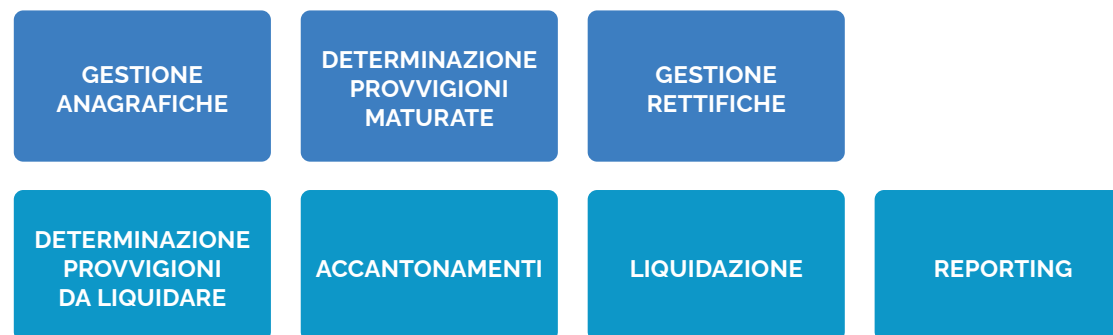 GESTIONE
ANAGRAFICHE
DETERMINAZIONE
PROVVIGIONI
MATURATE
GESTIONE
RETTIFICHE
DETERMINAZIONE
PROVVIGIONI
DA LIQUIDARE
ACCANTONAMENTI
LIQUIDAZIONE
REPORTING